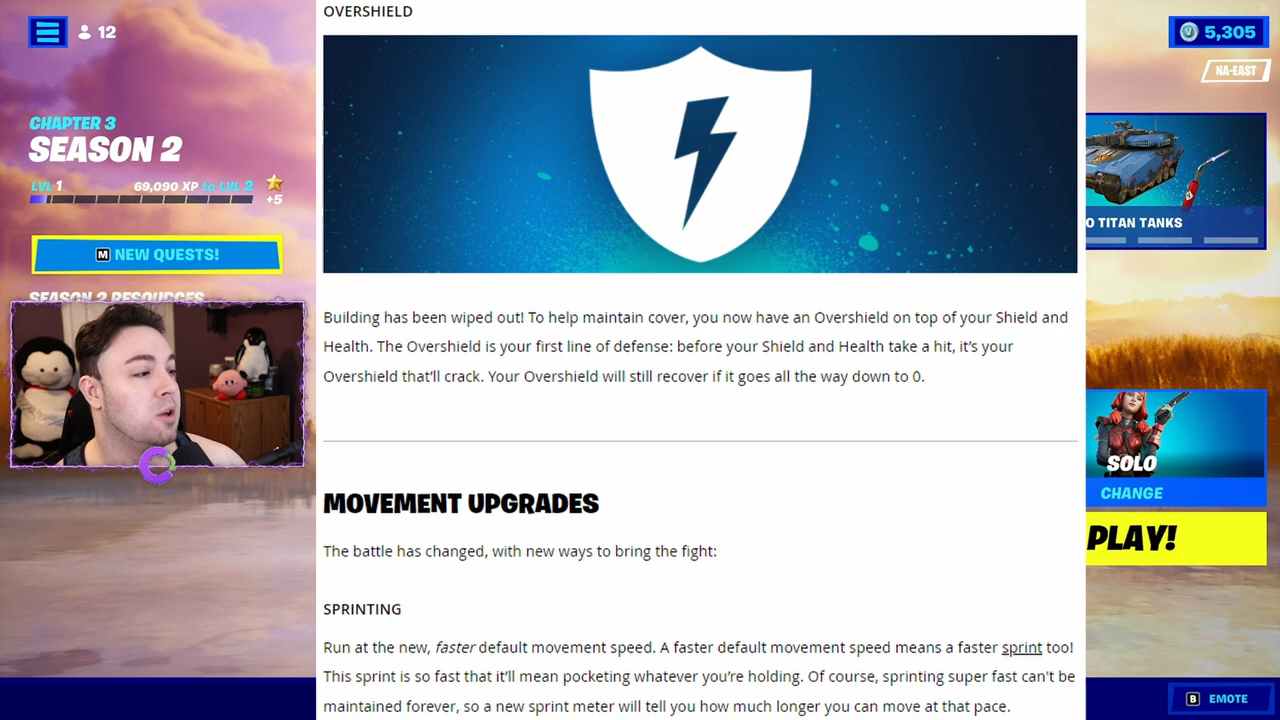 12
CHAPTER 3
SEASON 2
LVL 1 69,090 XP to LVL 2
+5
M NEW QUESTS!
SEASON 2 RESOURCES
OVERSHIELD
Building has been wiped out! To help maintain cover, you now have an Overshield on top of your Shield and
Health. The Overshield is your first line of defense: before your Shield and Health take a hit, it’s your
Overshield that’ll crack. Your Overshield will still recover if it goes all the way down to 0.
MOVEMENT UPGRADES
The battle has changed, with new ways to bring the fight:
SPRINTING
Run at the new, faster default movement speed. A faster default movement speed means a faster sprint too!
This sprint is so fast that it’ll mean pocketing whatever you’re holding. Of course, sprinting super fast can't be
maintained forever, so a new sprint meter will tell you how much longer you can move at that pace.
V 5,305
NA-EAST
O TITAN TANKS
SOLO
CHANGE
PLAY!
B EMOTE